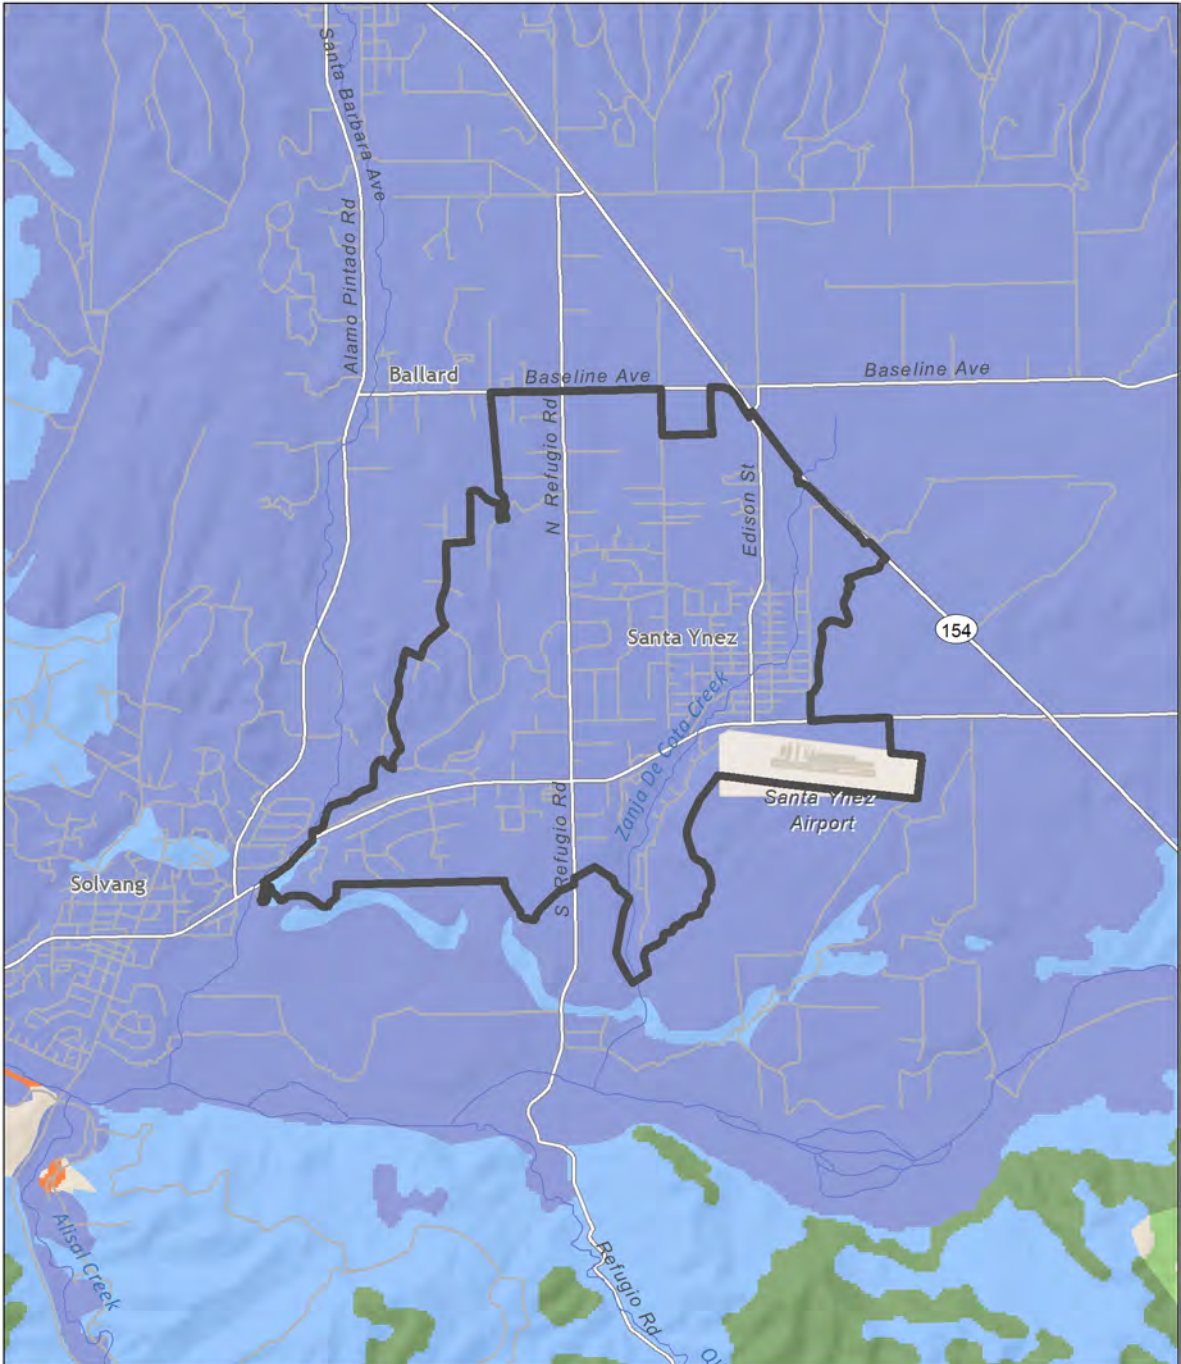 Santa Barbara Ave
Alamo Pintado Rd
Ballard
Baseline Ave
Baseline Ave
N Refugio Rd
Edison St
Santa Ynez
154
Zanja De Cota Creek
Santa Ynez
Airport
S Refugio Rd
Solvang
Alisal Creek
Refugio Rd